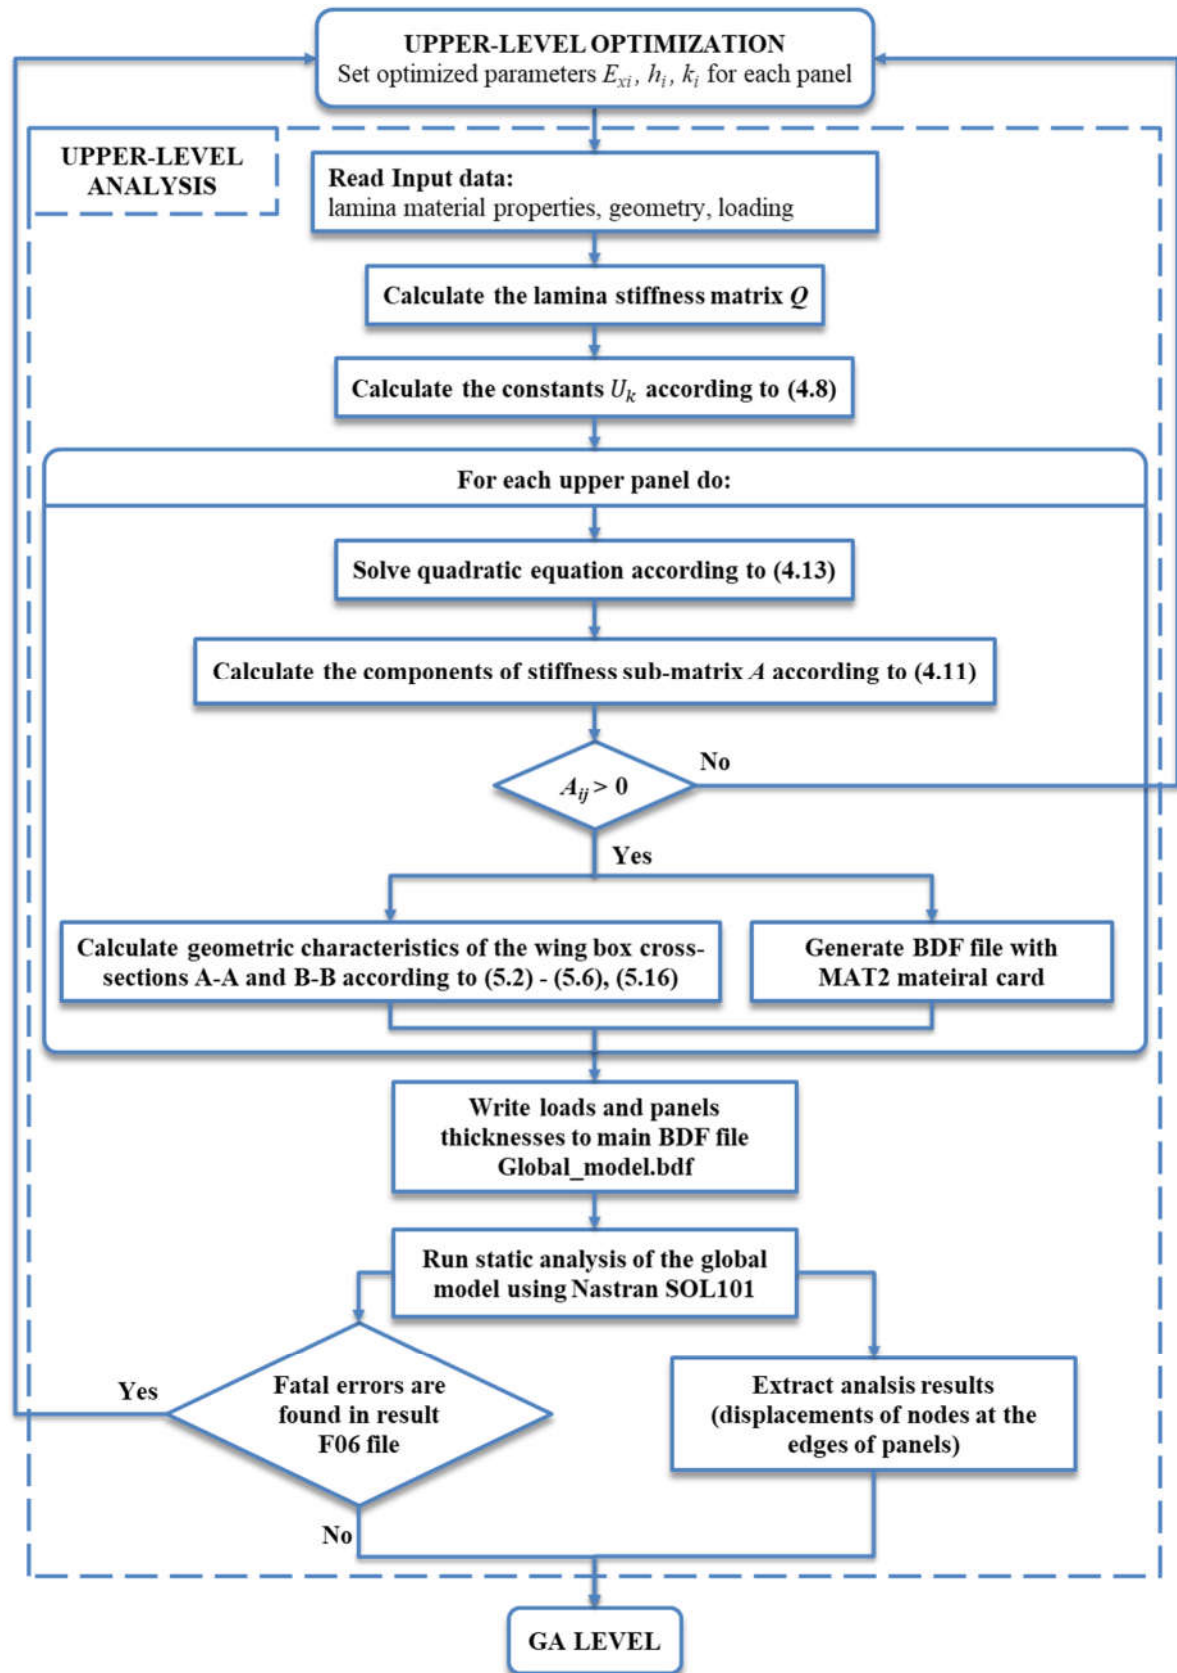 UPPER-LEVEL OPTIMIZATION
Set optimized parameters Exi, hi, ki for each panel
UPPER-LEVEL
ANALYSIS
Read Input data:
lamina material properties, geometry, loading
Calculate the lamina stiffness matrix Q
Calculate the constants Uk according to (4.8)
For each upper panel do:
Solve quadratic equation according to (4.13)
Calculate the components of stiffness sub-matrix A according to (4.11)
Aij > 0
No
Yes
Calculate geometric characteristics of the wing box cross-
sections A-A and B-B according to (5.2) - (5.6), (5.16)
Generate BDF file with
MAT2 mateiral card
Write loads and panels
thicknesses to main BDF file
Global_model.bdf
Run static analysis of the global
model using Nastran SOL101
Yes
Fatal errors are
found in result
F06 file
No
Extract analsis results
(displacements of nodes at the
edges of panels)
GA LEVEL